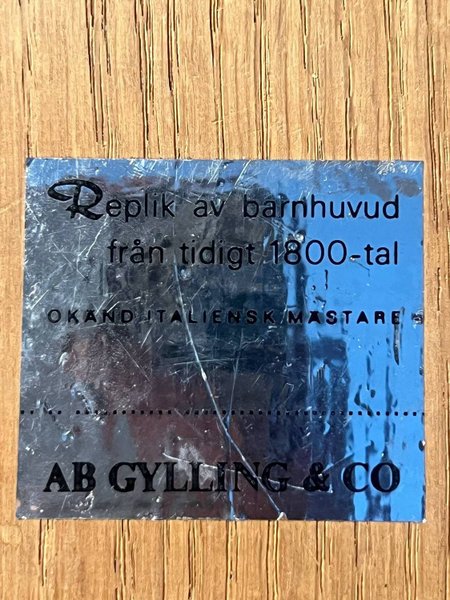 Replik av barnhuvud
från tidigt 1800-tal
OKÄND ITALIENSK MÄSTARE
AB GYLLING & CO